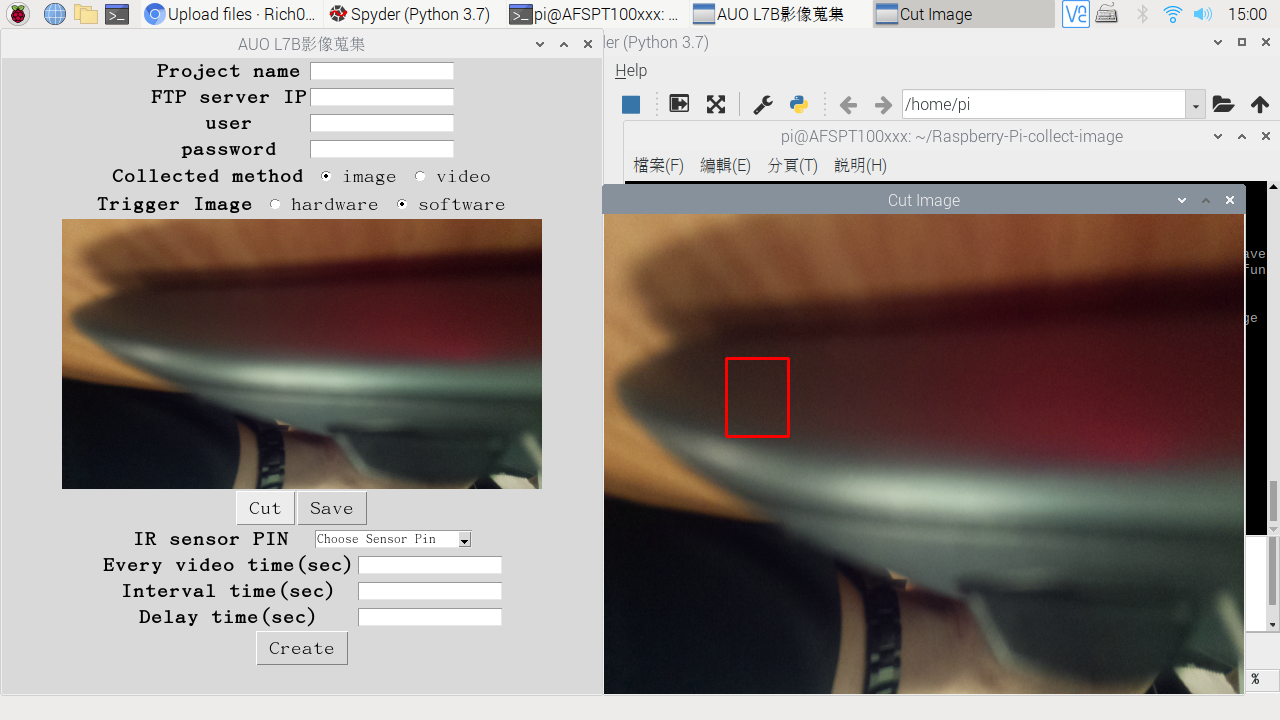 Upload files · Rich0...
Spyder (Python 3.7)
pi@AFSPT100xxx: ...
AUO L7B影像蒐集
Cut Image
15:00
AUO L7B影像蒐集
der (Python 3.7)
Help
/home/pi
pi@AFSPT100xxx: ~/Raspberry-Pi-collect-image
檔案(F) 編輯(E) 分頁(T) 說明(H)
Project name
FTP server IP
user
password
Collected method image video
Trigger Image hardware software
Cut Image
ave
fun
ge
Cut Save
IR sensor PIN Choose Sensor Pin
Every video time(sec)
Interval time(sec)
Delay time(sec)
Create
%